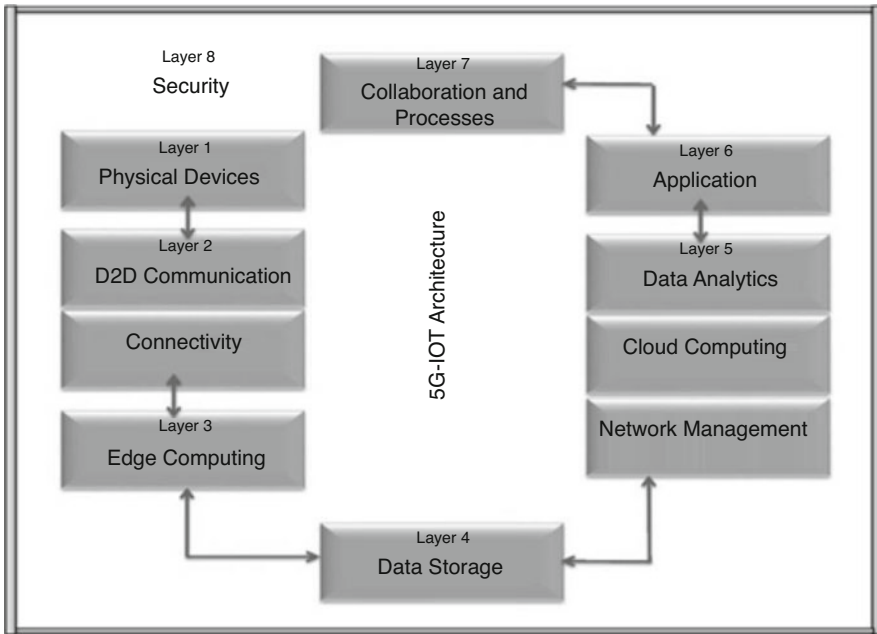 Layer 8
Security
Layer 7
Collaboration and
Processes
Layer 1
Physical Devices
Layer 2
D2D Communication
Connectivity
Layer 3
Edge Computing
5G-IOT Architecture
Layer 4
Data Storage
Layer 6
Application
Layer 5
Data Analytics
Cloud Computing
Network Management